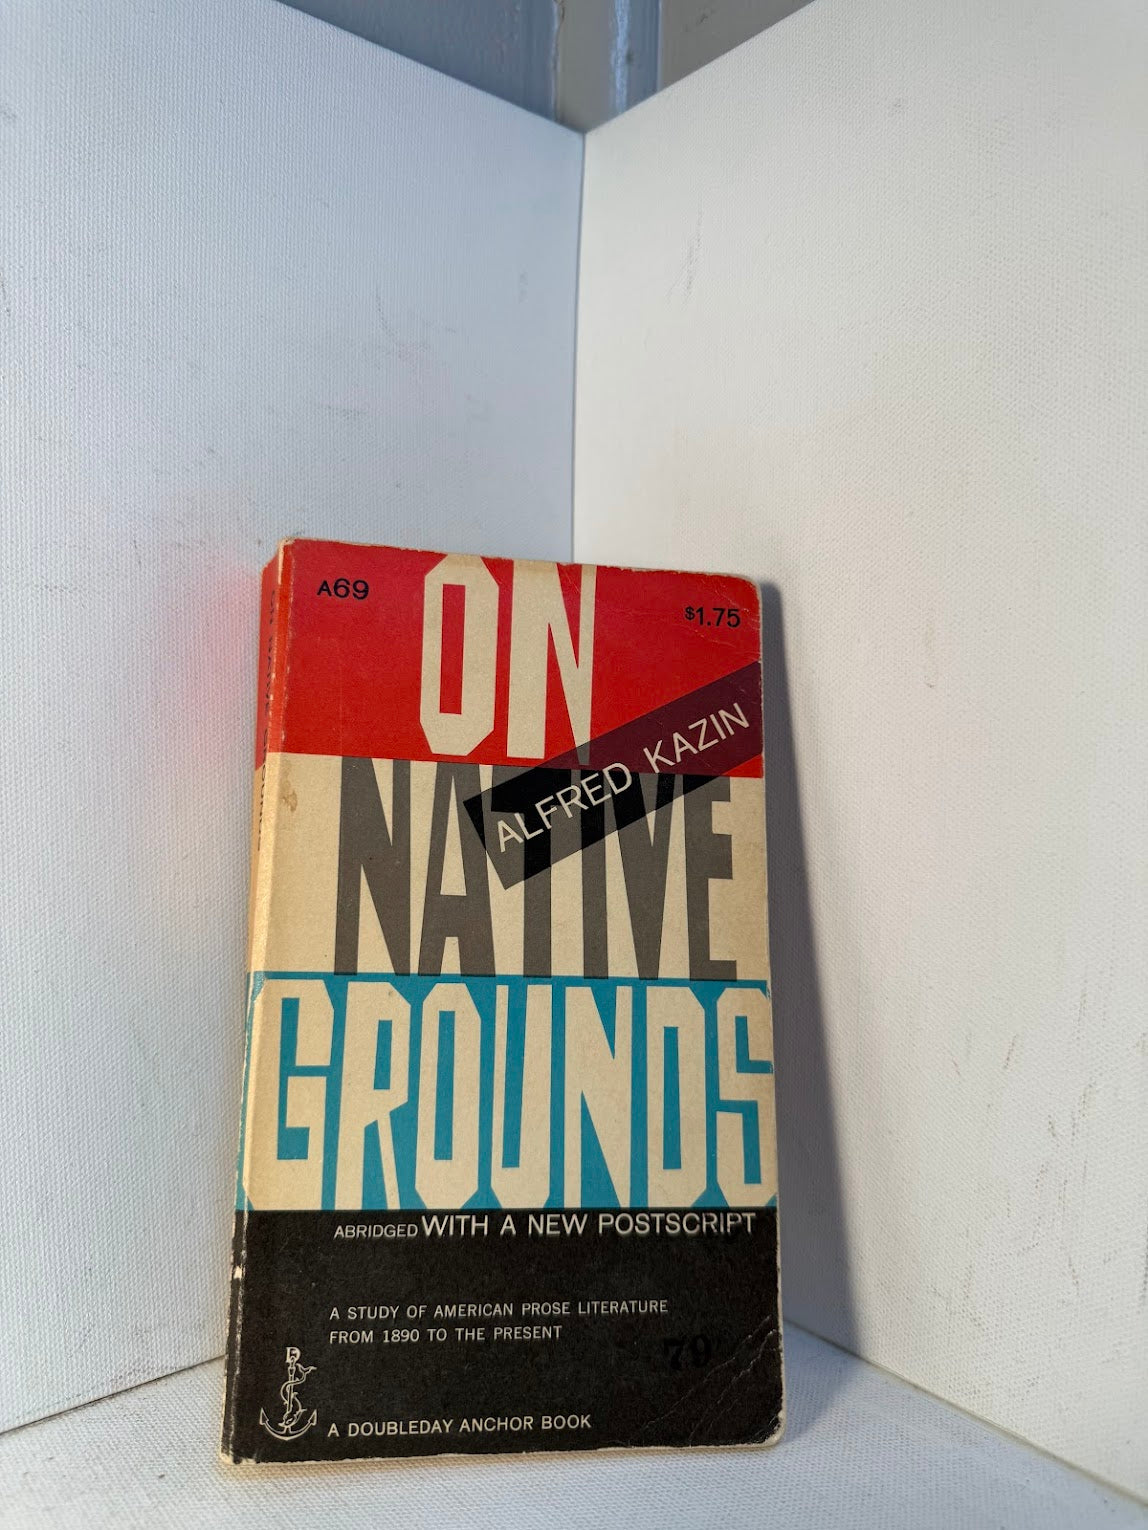 A69
$1.75
ON
NATIVE
GROUNDS
ALFRED KAZIN
ABRIDGED WITH A NEW POSTSCRIPT
A STUDY OF AMERICAN PROSE LITERATURE
FROM 1890 TO THE PRESENT
79
A DOUBLEDAY ANCHOR BOOK